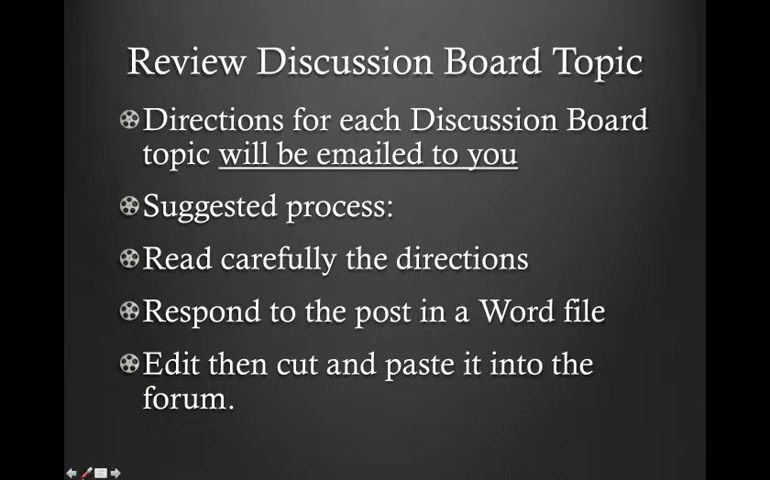 Review Discussion Board Topic
Directions for each Discussion Board
topic will be emailed to you
Suggested process:
Read carefully the directions
Respond to the post in a Word file
Edit then cut and paste it into the
forum.